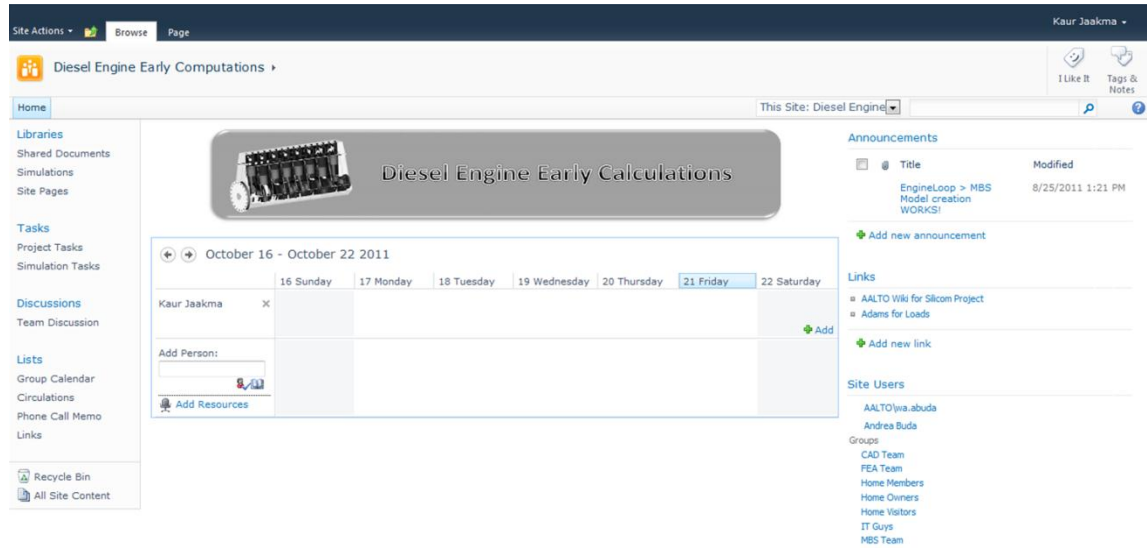 Site Actions
Browse
Page
Kaur Jaakma
Diesel Engine Early Computations
I Like It
Tags &
Notes
Home
This Site: Diesel Engine
Libraries
Shared Documents
Simulations
Site Pages
Tasks
Project Tasks
Simulation Tasks
Discussions
Team Discussion
Lists
Group Calendar
Circulations
Phone Call Memo
Links
Recycle Bin
All Site Content
Diesel Engine Early Calculations
October 16 - October 22 2011
16 Sunday 17 Monday 18 Tuesday 19 Wednesday 20 Thursday 21 Friday 22 Saturday
Kaur Jaakma
Add
Add Person:
Add Resources
Announcements
Title Modified
EngineLoop > MBS 8/25/2011 1:21 PM
Model creation
WORKS!
Add new announcement
Links
AALTO Wiki for Silicom Project
Adams for Loads
Add new link
Site Users
AALTO\wa.abuda
Andrea Buda
Groups
CAD Team
FEA Team
Home Members
Home Owners
Home Visitors
IT Guys
MBS Team